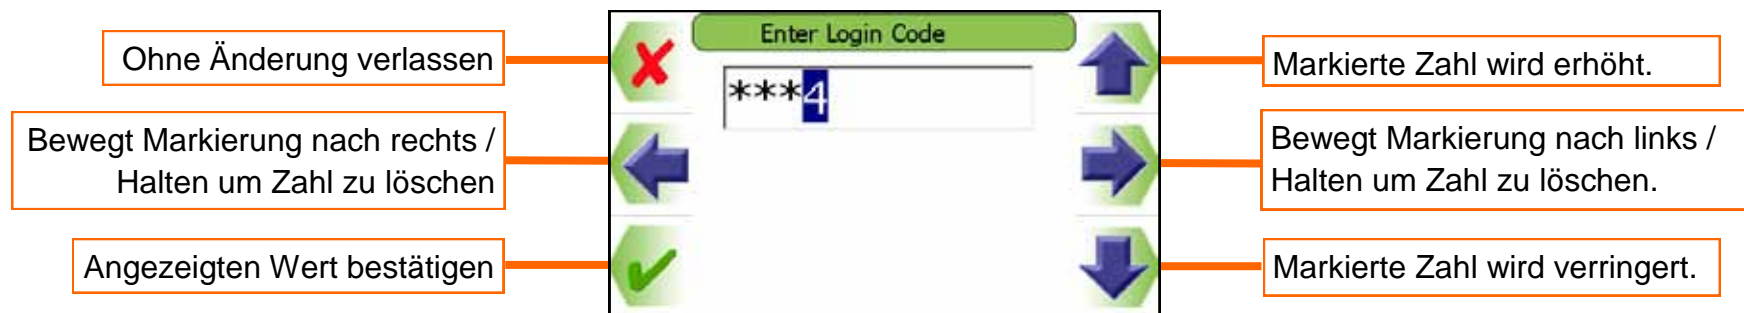 Ohne Änderung verlassen
Bewegt Markierung nach rechts /
Halten um Zahl zu löschen
Angezeigten Wert bestätigen
Enter Login Code
***4
Markierte Zahl wird erhöht.
Bewegt Markierung nach links /
Halten um Zahl zu löschen.
Markierte Zahl wird verringert.